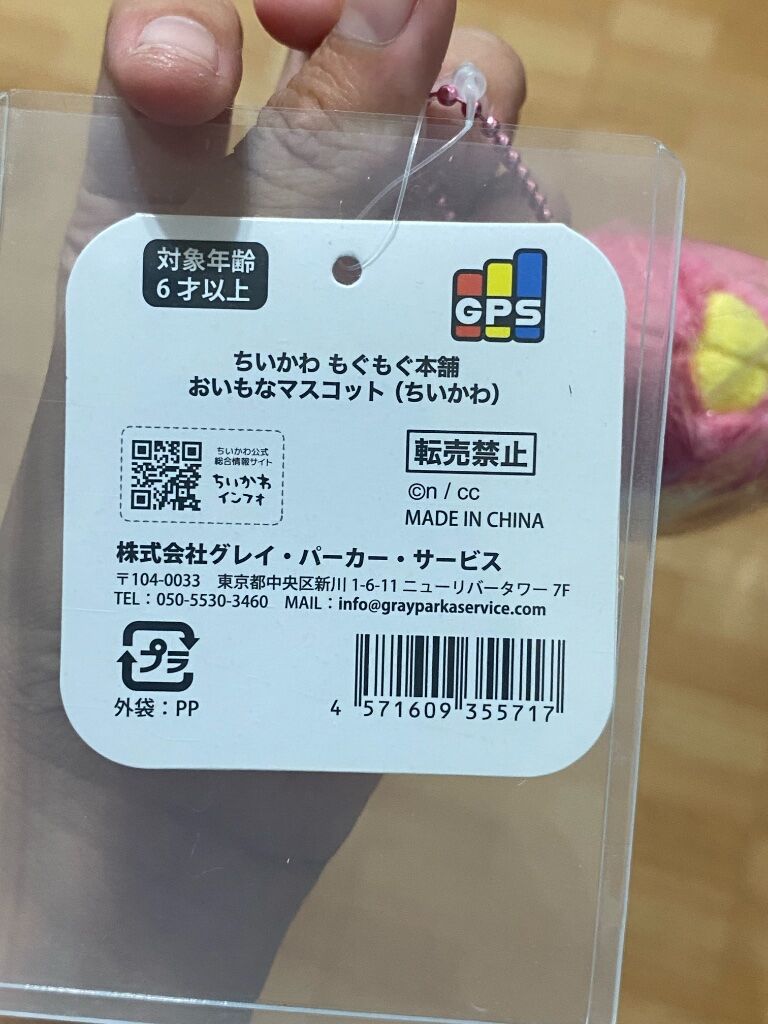 対象年齢
6才以上
GPS
ちいかわ もぐもぐ本舗
おいもなマスコット（ちいかわ）
ちいかわ公式
総合情報サイト
ちいかわ
インフォ
転売禁止
©n / cc
MADE IN CHINA
株式会社グレイ・パーカー・サービス
〒104-0033　東京都中央区新川 1-6-11 ニューリバータワー 7F
TEL：050-5530-3460　MAIL：info@grayparkaservice.com
プラ
外袋：PP
4 571609 355717